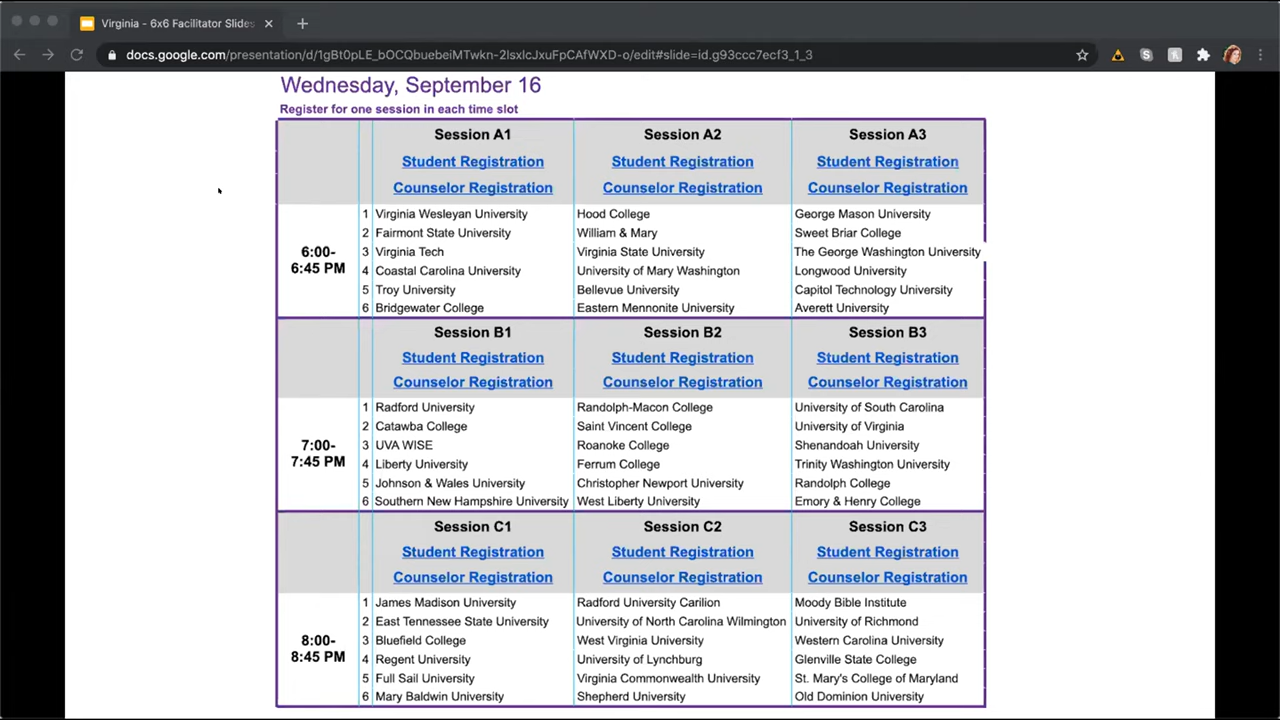 Virginia - 6x6 Facilitator Slides
docs.google.com/presentation/d/1gBt0pLE_bOCQbuebeiMTwkn-2lsxlcJxuFpCAfWXD-o/edit#slide=id.g93ccc7ecf3_1_3
Wednesday, September 16
Register for one session in each time slot
Session A1 Session A2 Session A3
Student Registration Student Registration Student Registration
Counselor Registration Counselor Registration Counselor Registration
6:00-
6:45 PM
1 Virginia Wesleyan University Hood College George Mason University
2 Fairmont State University William & Mary Sweet Briar College
3 Virginia Tech Virginia State University The George Washington University
4 Coastal Carolina University University of Mary Washington Longwood University
5 Troy University Bellevue University Capitol Technology University
6 Bridgewater College Eastern Mennonite University Averett University
Session B1 Session B2 Session B3
Student Registration Student Registration Student Registration
Counselor Registration Counselor Registration Counselor Registration
7:00-
7:45 PM
1 Radford University Randolph-Macon College University of South Carolina
2 Catawba College Saint Vincent College University of Virginia
3 UVA WISE Roanoke College Shenandoah University
4 Liberty University Ferrum College Trinity Washington University
5 Johnson & Wales University Christopher Newport University Randolph College
6 Southern New Hampshire University West Liberty University Emory & Henry College
Session C1 Session C2 Session C3
Student Registration Student Registration Student Registration
Counselor Registration Counselor Registration Counselor Registration
8:00-
8:45 PM
1 James Madison University Radford University Carilion Moody Bible Institute
2 East Tennessee State University University of North Carolina Wilmington University of Richmond
3 Bluefield College West Virginia University Western Carolina University
4 Regent University University of Lynchburg Glenville State College
5 Full Sail University Virginia Commonwealth University St. Mary's College of Maryland
6 Mary Baldwin University Shepherd University Old Dominion University